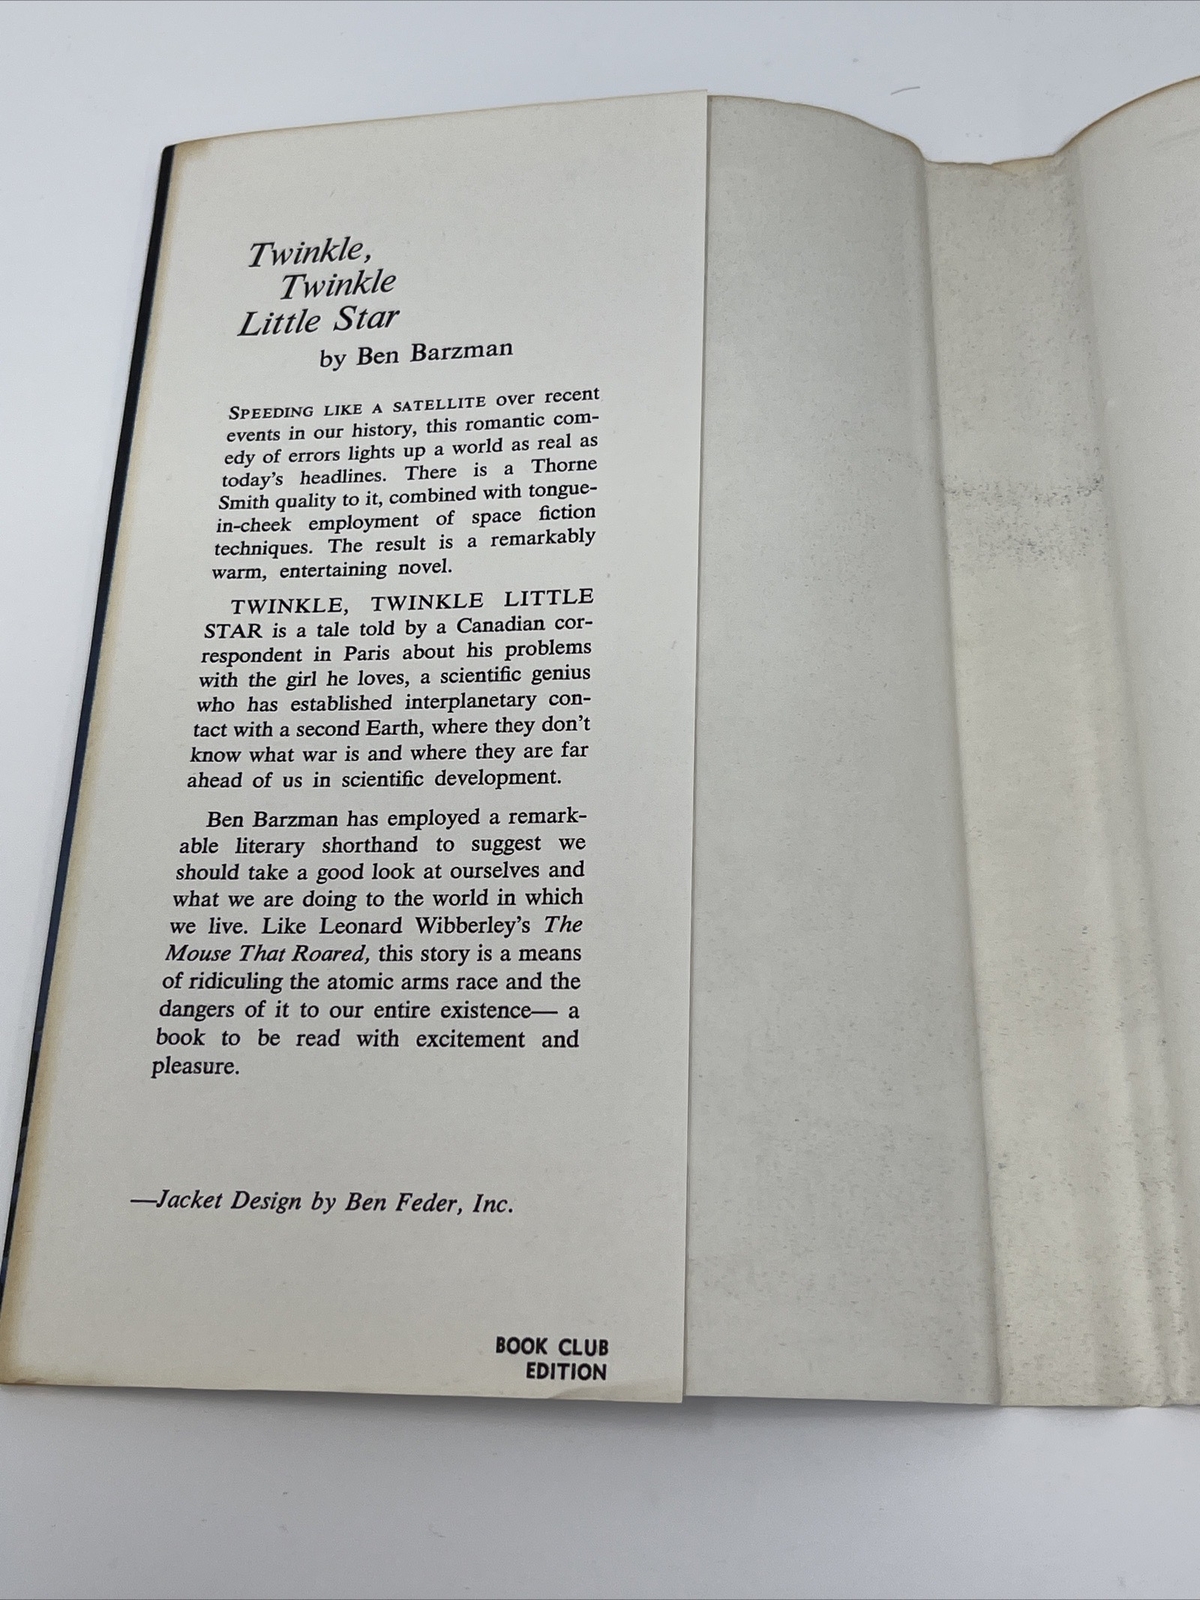 Twinkle,
Twinkle
Little Star
by Ben Barzman
SPEEDING LIKE A SATELLITE over recent
events in our history, this romantic com-
edy of errors lights up a world as real as
today's headlines. There is a Thorne
Smith quality to it, combined with tongue-
in-cheek employment of space fiction
techniques. The result is a remarkably
warm, entertaining novel.
TWINKLE, TWINKLE LITTLE
STAR is a tale told by a Canadian cor-
respondent in Paris about his problems
with the girl he loves, a scientific genius
who has established interplanetary con-
tact with a second Earth, where they don't
know what war is and where they are far
ahead of us in scientific development.
Ben Barzman has employed a remark-
able literary shorthand to suggest we
should take a good look at ourselves and
what we are doing to the world in which
we live. Like Leonard Wibberley's The
Mouse That Roared, this story is a means
of ridiculing the atomic arms race and the
dangers of it to our entire existence— a
book to be read with excitement and
pleasure.
—Jacket Design by Ben Feder, Inc.
BOOK CLUB
EDITION